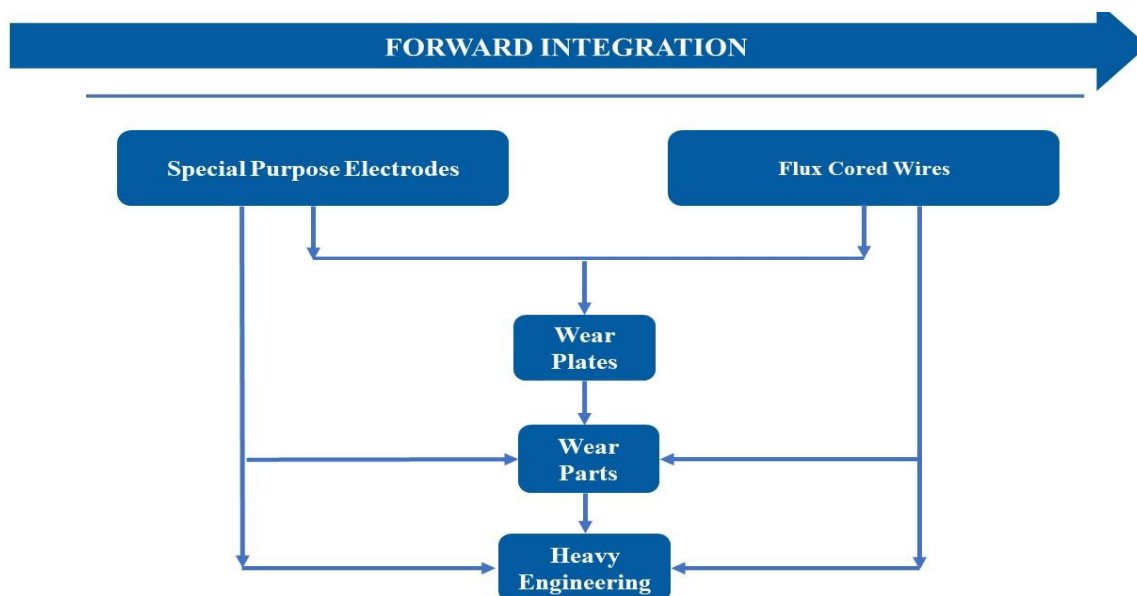 FORWARD INTEGRATION
Special Purpose Electrodes
Flux Cored Wires
Wear
Plates
Wear
Parts
Heavy
Engineering